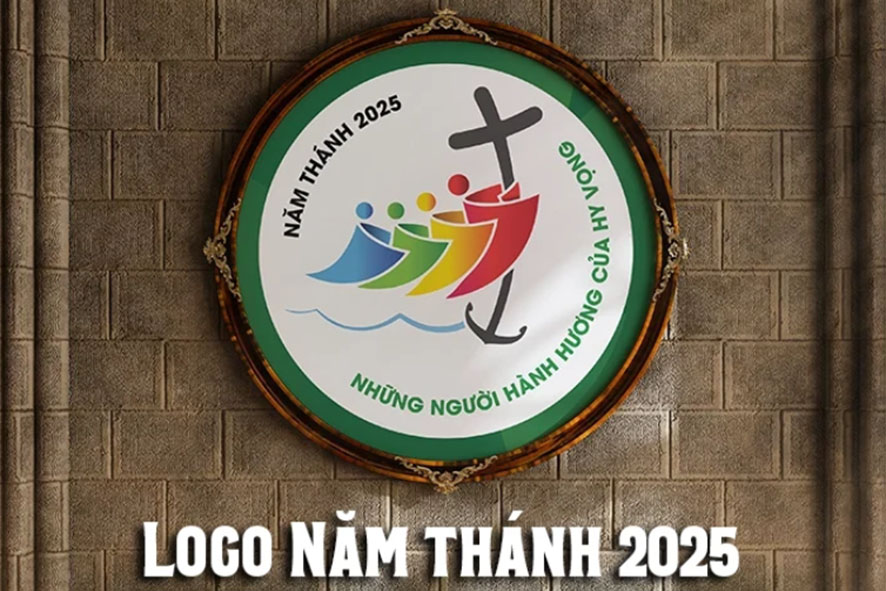 NĂM THÁNH 2025
NHỮNG NGƯỜI HÀNH HƯƠNG CỦA HY VỌNG
LOGO NĂM THÁNH 2025